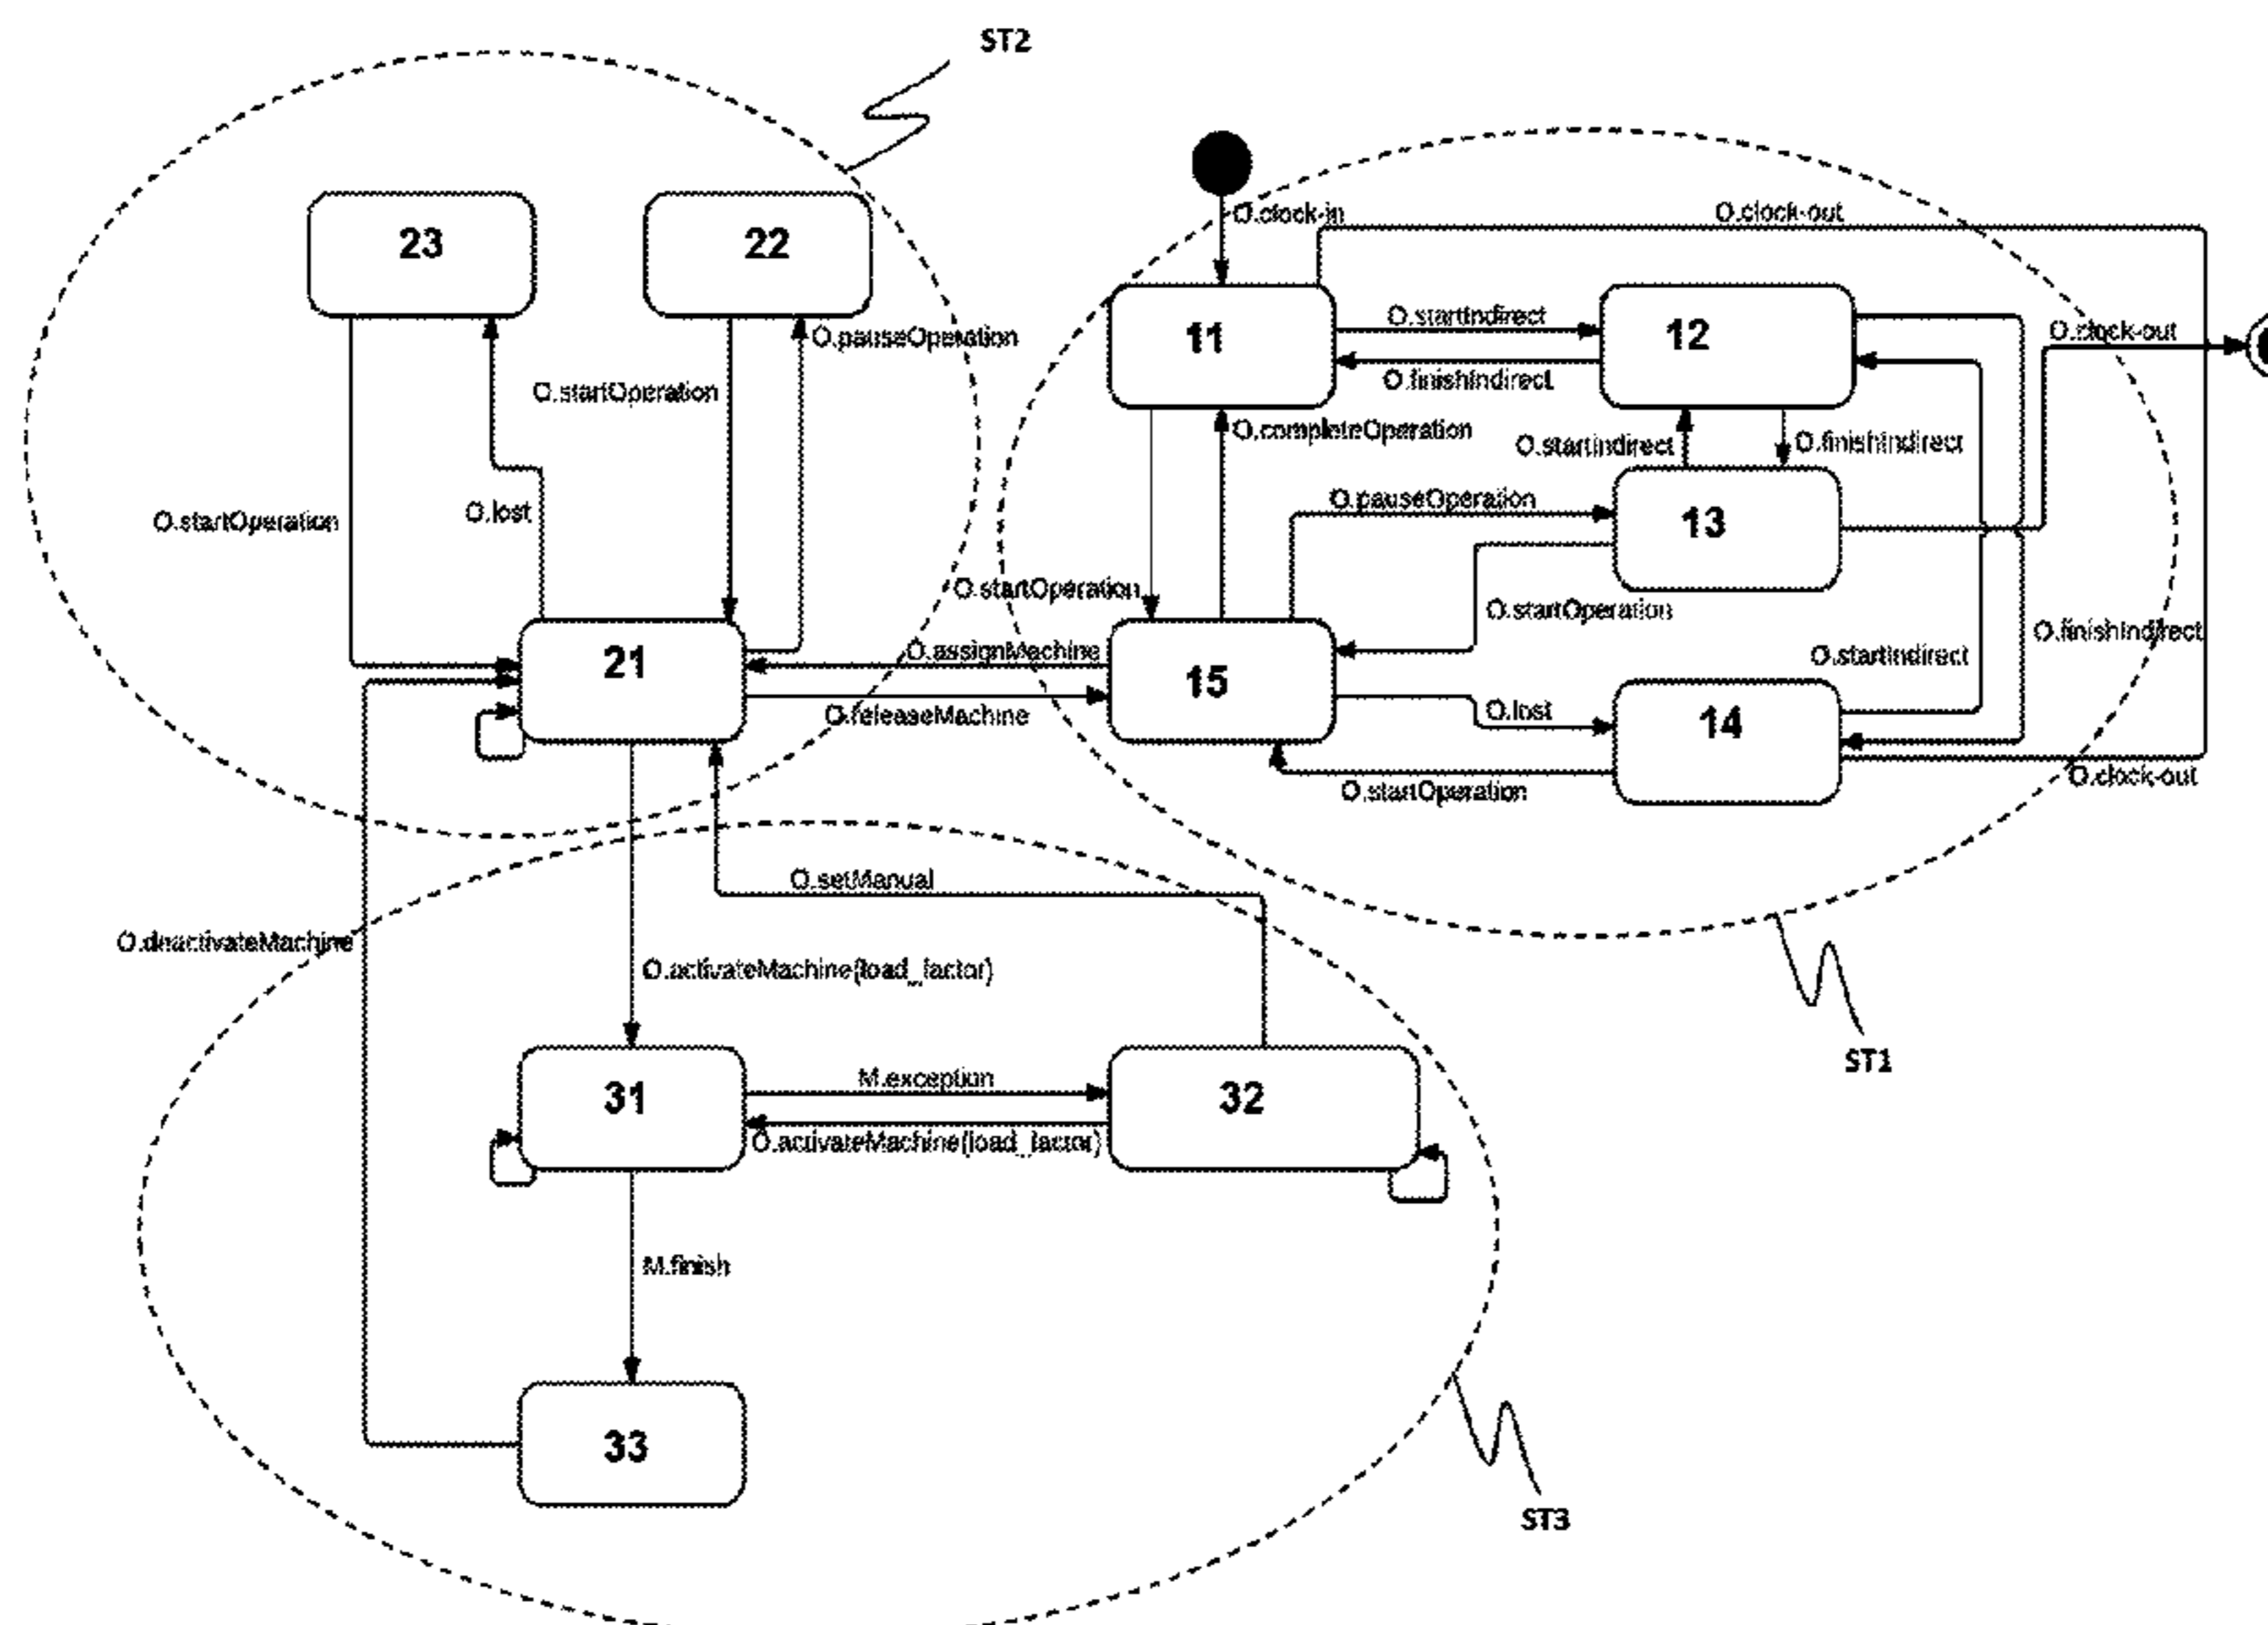 ST2
O.clock-in
O.clock-out
23
22
11
O.startIndirect
12
O.clock-out
O.pauseOperation
O.finishIndirect
O.startOperation
O.completeOperation
O.startIndirect
O.finishIndirect
O.pauseOperation
O.startOperation
O.lost
13
O.startOperation
O.startOperation
O.finishIndirect
21
O.assignMachine
15
O.startIndirect
O.releaseMachine
O.lost
14
O.startOperation
O.clock-out
O.setManual
O.deactivateMachine
O.activateMachine(load_factor)
ST1
31
M.exception
32
O.activateMachine(load_factor)
M.finish
33
ST3